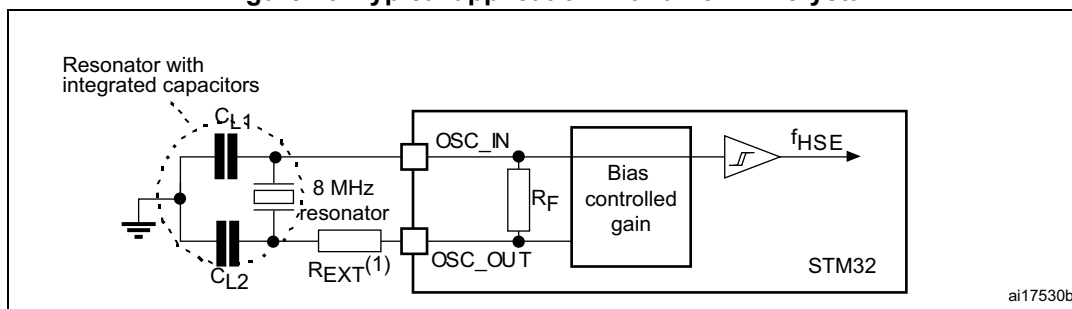 Resonator with
integrated capacitors
CL1
OSC_IN
fHSE
8 MHz
resonator
RF
Bias
controlled
gain
REXT(1)
OSC_OUT
STM32
CL2
ai17530b